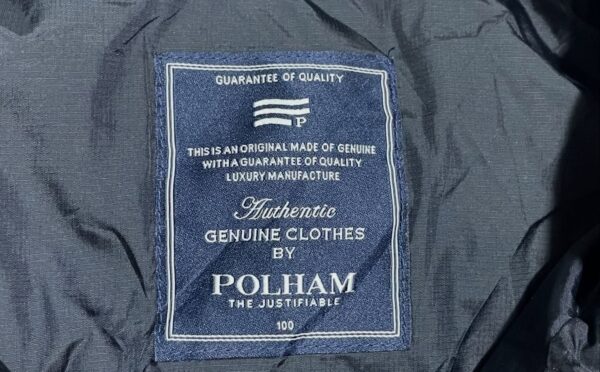 GUARANTEE OF QUALITY
P
THIS IS AN ORIGINAL MADE OF GENUINE
WITH A GUARANTEE OF QUALITY
LUXURY MANUFACTURE
Authentic
GENUINE CLOTHES
BY
POLHAM
THE JUSTIFIABLE
100